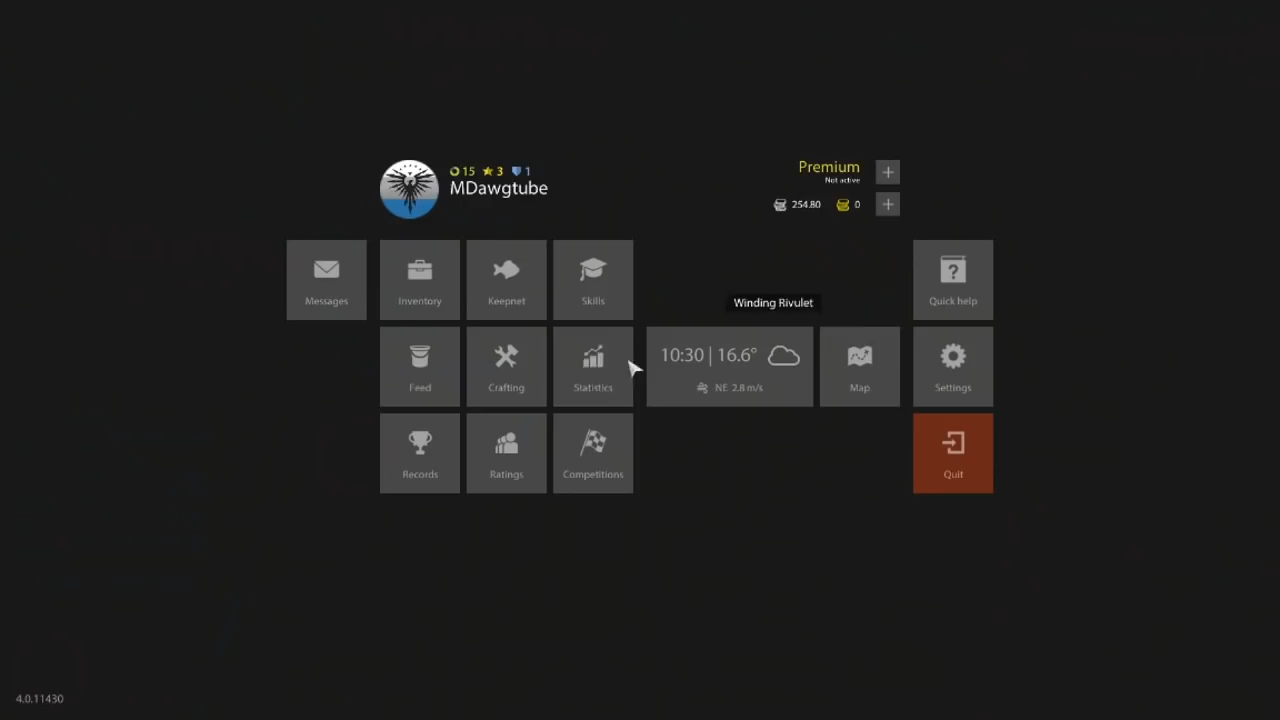 15 3 1
MDawgtube
Premium
Not active
254.80 0
Messages
Inventory
Keepnet
Skills
Quick help
Winding Rivulet
Feed
Crafting
Statistics
10:30 | 16.6°
NE 2.8 m/s
Map
Settings
Records
Ratings
Competitions
Quit
4.0.11430